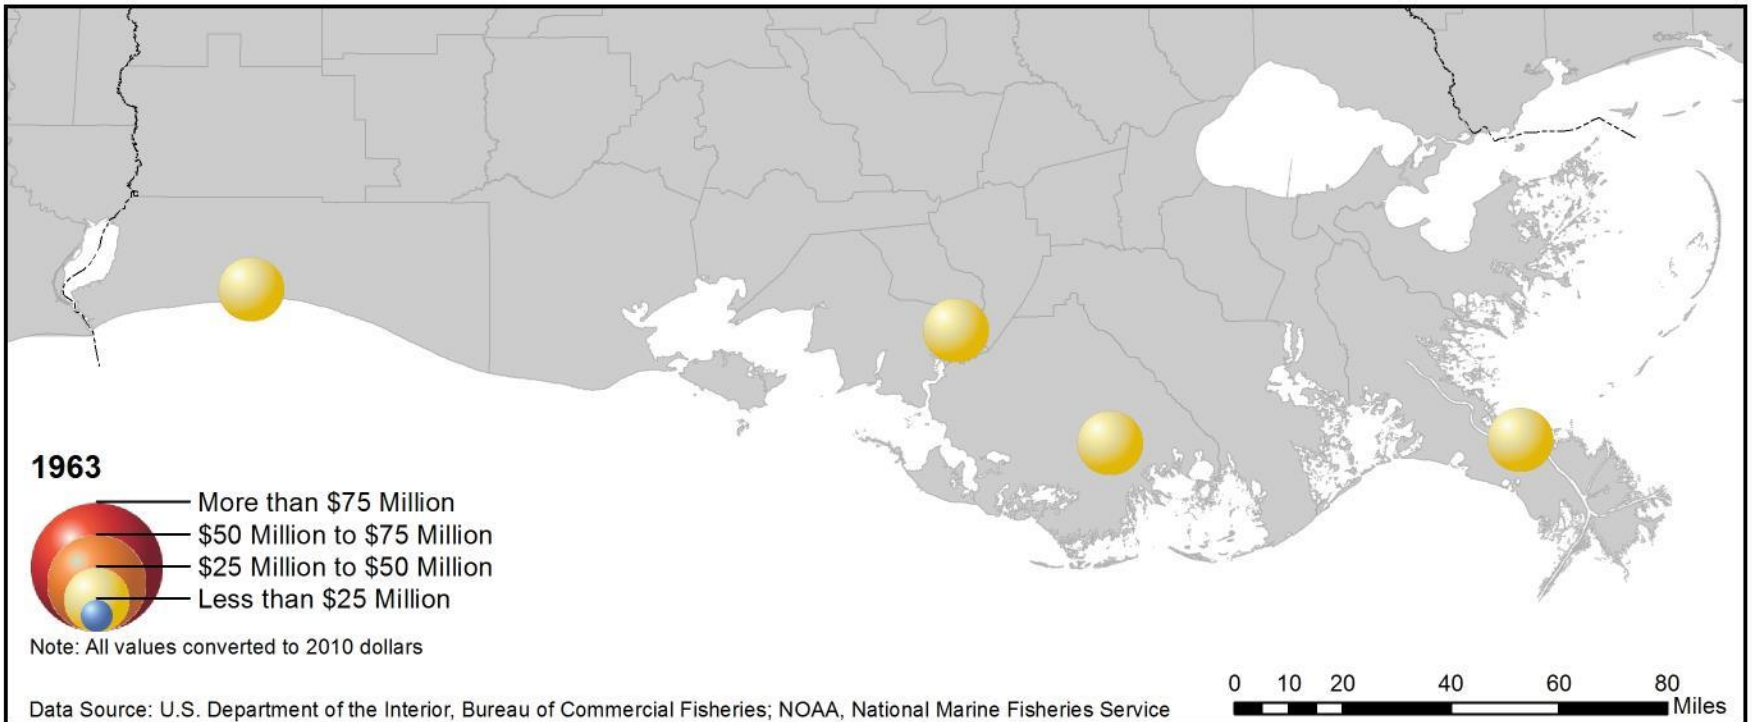 1963
More than $75 Million
$50 Million to $75 Million
$25 Million to $50 Million
Less than $25 Million
Note: All values converted to 2010 dollars
0 10 20 40 60 80
Miles
Data Source: U.S. Department of the Interior, Bureau of Commercial Fisheries; NOAA, National Marine Fisheries Service